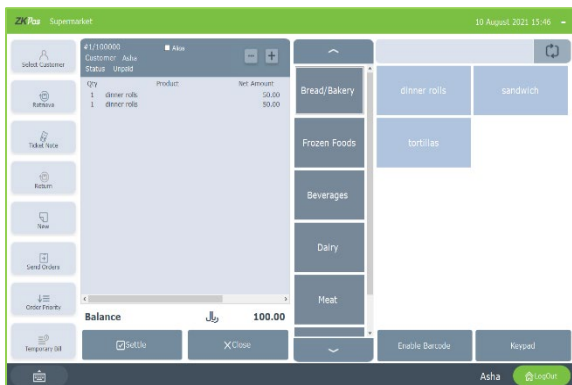 ZKPos Supermarket
10 August 2021 15:46
Select Customer
Retrieve
Ticket Note
Return
New
Send Orders
Order Priority
Temporary Bill
#1/100000
Customer Asha
Status Unpaid
Qty Product Net Amount
1 dinner rolls 50.00
1 dinner rolls 50.00
Balance 100.00
Settle
Close
Bread/Bakery
Frozen Foods
Beverages
Dairy
Meat
dinner rolls
sandwich
tortillas
Enable Barcode
Keypad
Asha
LogOut